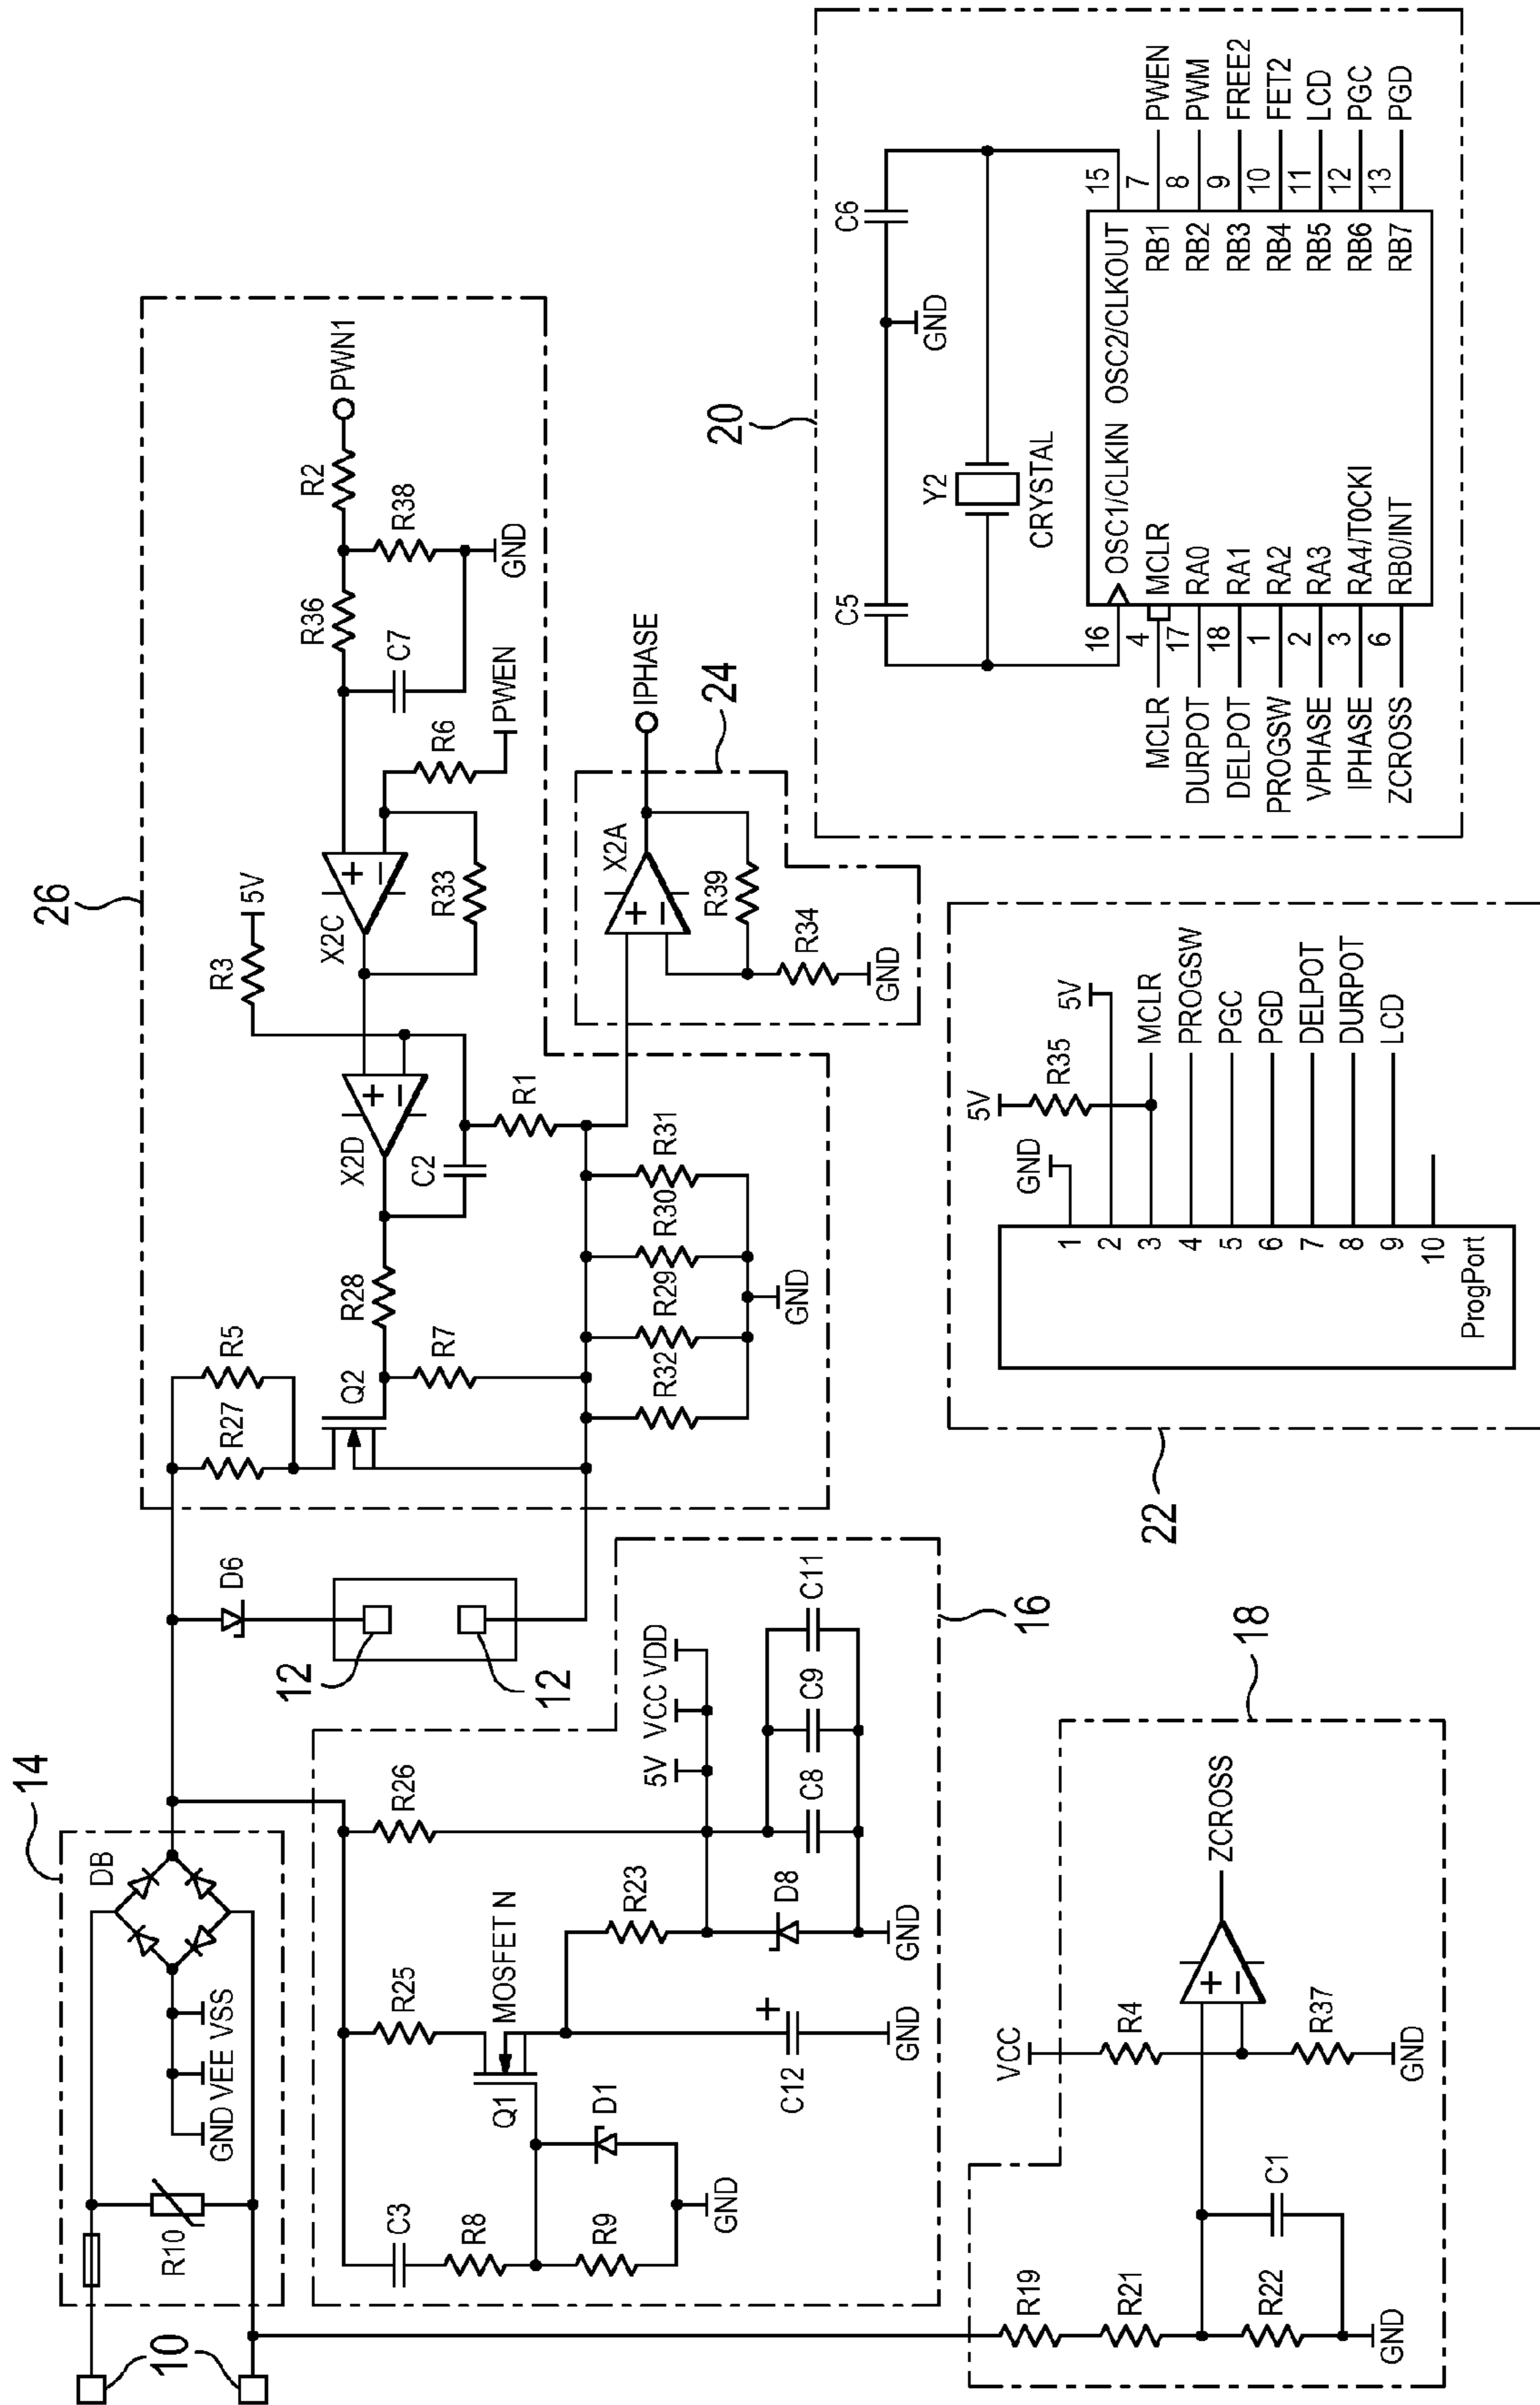 10
14
R10
GND VEE VSS
DB
D6
12
12
26
R27
R5
Q2
R28
R7
X2D
C2
R3
5V
X2C
R33
R6
PWEN
R36
C7
R2
R38
GND
PWN1
R1
R32
R29
R30
R31
GND
24
X2A
IPHASE
R39
R34
GND
16
C3
R8
R9
GND
D1
Q1
MOSFET N
R25
R26
R23
C12
+
GND
D8
GND
5V VCC VDD
C8
C9
C11
18
R19
R21
R22
GND
C1
VCC
R4
R37
GND
+
−
ZCROSS
22
ProgPort
1 GND
2 5V
3 MCLR
4 PROGSW
5 PGC
6 PGD
7 DELPOT
8 DURPOT
9 LCD
10
5V
R35
20
C5
C6
GND
Y2
CRYSTAL
16 OSC1/CLKIN OSC2/CLKOUT 15
MCLR 4 MCLR RB1 7 PWEN
DURPOT 17 RA0 RB2 8 PWM
DELPOT 18 RA1 RB3 9 FREE2
PROGSW 1 RA2 RB4 10 FET2
VPHASE 2 RA3 RB5 11 LCD
IPHASE 3 RA4/T0CKI RB6 12 PGC
ZCROSS 6 RB0/INT RB7 13 PGD